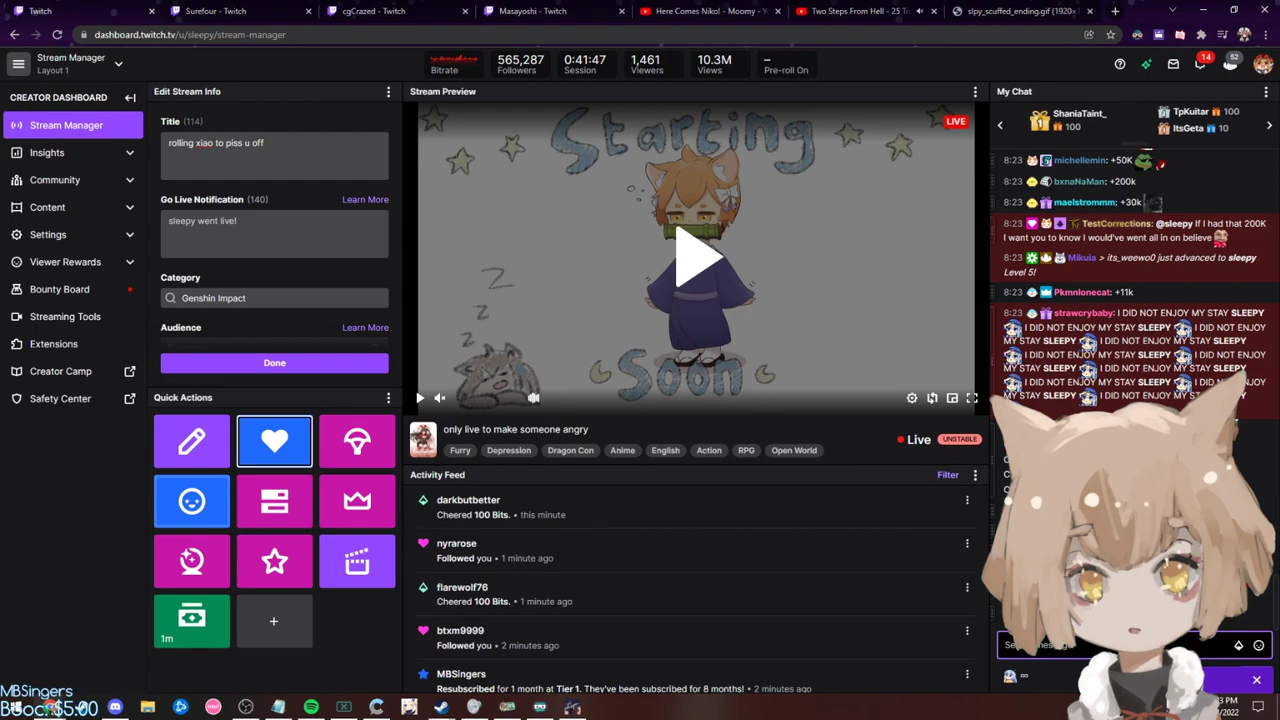 Twitch
Surefour - Twitch
cgCrazed - Twitch
Masayoshi - Twitch
Here Comes Niko! - Moomy - Yo
Two Steps From Hell - 25 T
slpy_scuffed_ending.gif (1920×
dashboard.twitch.tv/u/sleepy/stream-manager
Stream Manager
Layout 1
Bitrate
565,287
Followers
0:41:47
Session
1,461
Viewers
10.3M
Views
–
Pre-roll On
14
52
CREATOR DASHBOARD
Stream Manager
Insights
Community
Content
Settings
Viewer Rewards
Bounty Board
Streaming Tools
Extensions
Creator Camp
Safety Center
Edit Stream Info
Title (114)
rolling xiao to piss u off
Go Live Notification (140)
Learn More
sleepy went live!
Category
Genshin Impact
Audience
Learn More
Done
Quick Actions
1m
+
Stream Preview
LIVE
Starting
Soon
only live to make someone angry
Furry
Depression
Dragon Con
Anime
English
Action
RPG
Open World
Live
UNSTABLE
Activity Feed
Filter
darkbutbetter
Cheered 100 Bits. • this minute
nyrarose
Followed you • 1 minute ago
flarewolf76
Cheered 100 Bits. • 1 minute ago
btxm9999
Followed you • 2 minutes ago
MBSingers
Resubscribed for 1 month at Tier 1. They've been subscribed for 8 months! • 2 minutes ago
My Chat
ShaniaTaint_
100
TpKuitar 100
ItsGeta 10
8:23 michellemin: +50K
8:23 bxnaNaMan: +200k
8:23 maelstrommm: +30k
8:23 TestCorrections: @sleepy If I had that 200K
I want you to know I would've went all in on believe
8:23 Mikuia > its_weewo0 just advanced to sleepy
Level 5!
8:23 Pkmnlonecat: +11k
8:23 strawcrybaby: I DID NOT ENJOY MY STAY SLEEPY
I DID NOT ENJOY MY STAY SLEEPY I DID NOT ENJOY
MY STAY SLEEPY I DID NOT ENJOY MY STAY SLEEPY
I DID NOT ENJOY MY STAY SLEEPY I DID NOT ENJOY
MY STAY SLEEPY I DID NOT ENJOY MY STAY SLEEPY
I DID NOT ENJOY MY STAY SLEEPY I DID NOT ENJOY
MY STAY SLEEPY I DID NOT ENJOY MY STAY SLEEPY
MBSingers
Booc $5.00